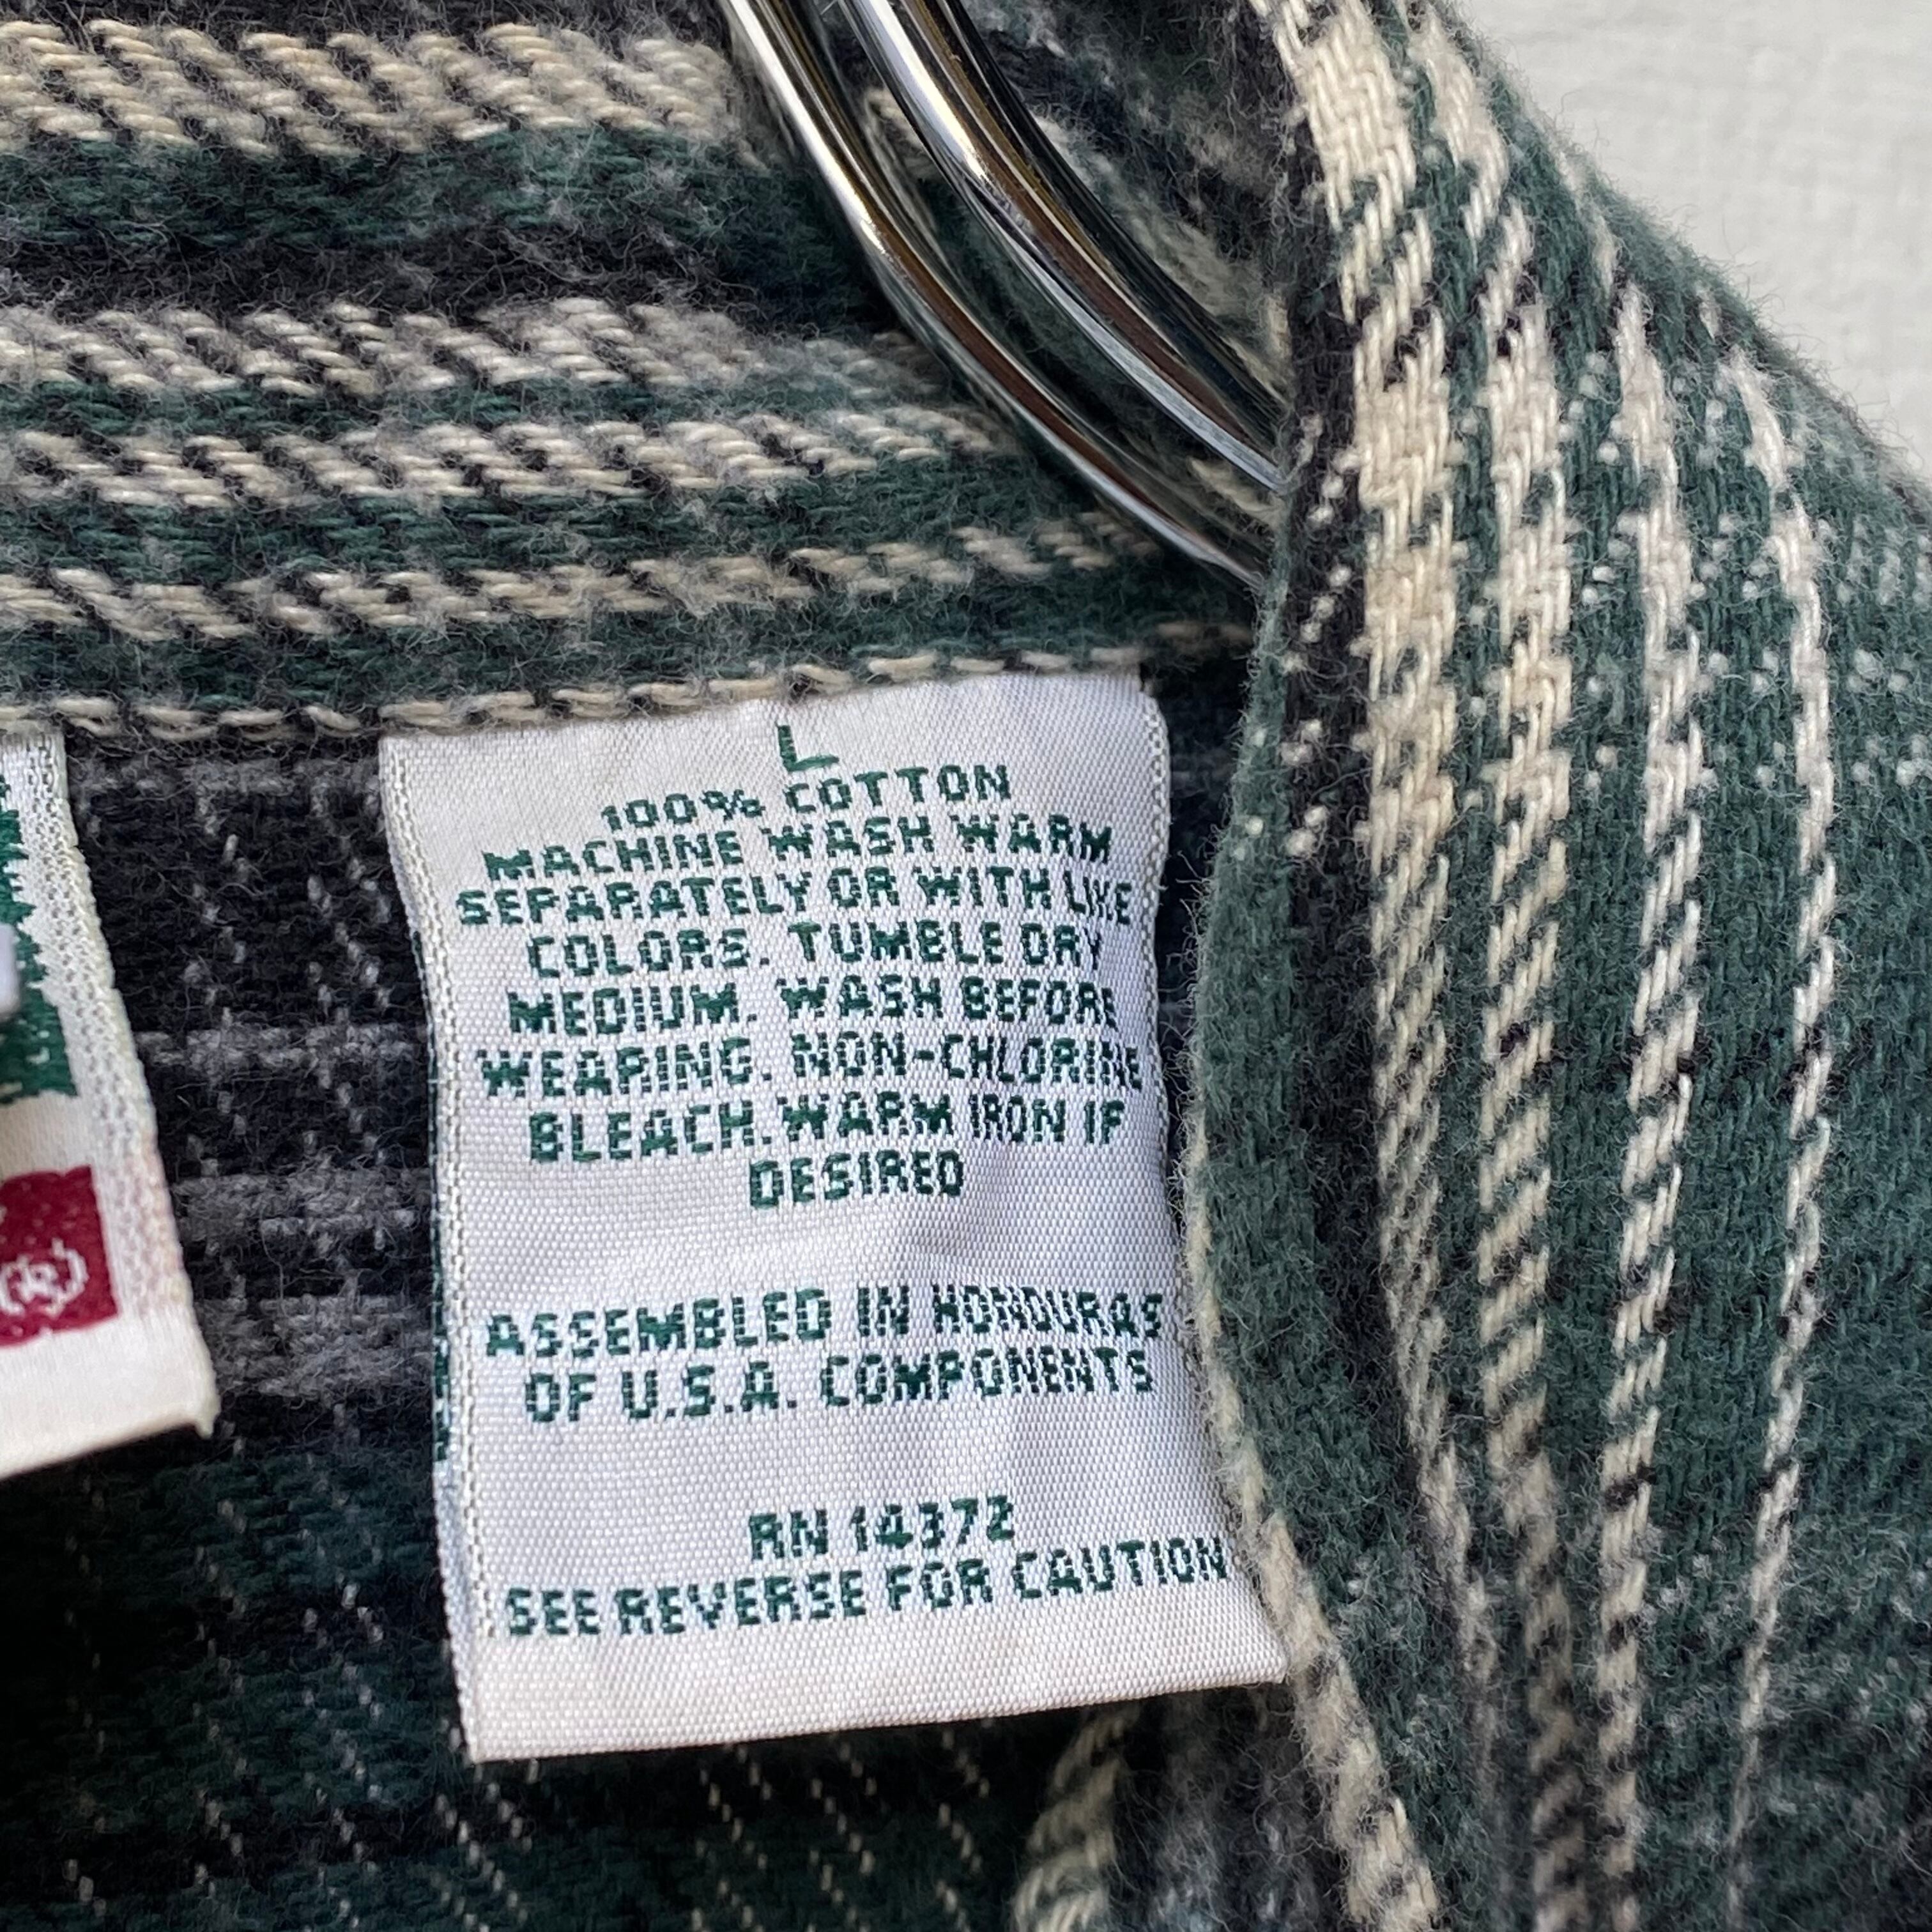 L
100% COTTON
MACHINE WASH WARM
SEPARATELY OR WITH LIKE
COLORS. TUMBLE DRY
MEDIUM. WASH BEFORE
WEARING. NON-CHLORINE
BLEACH. WARM IRON IF
DESIRED
ASSEMBLED IN HONDURAS
OF U.S.A. COMPONENTS
RN 14372
SEE REVERSE FOR CAUTION